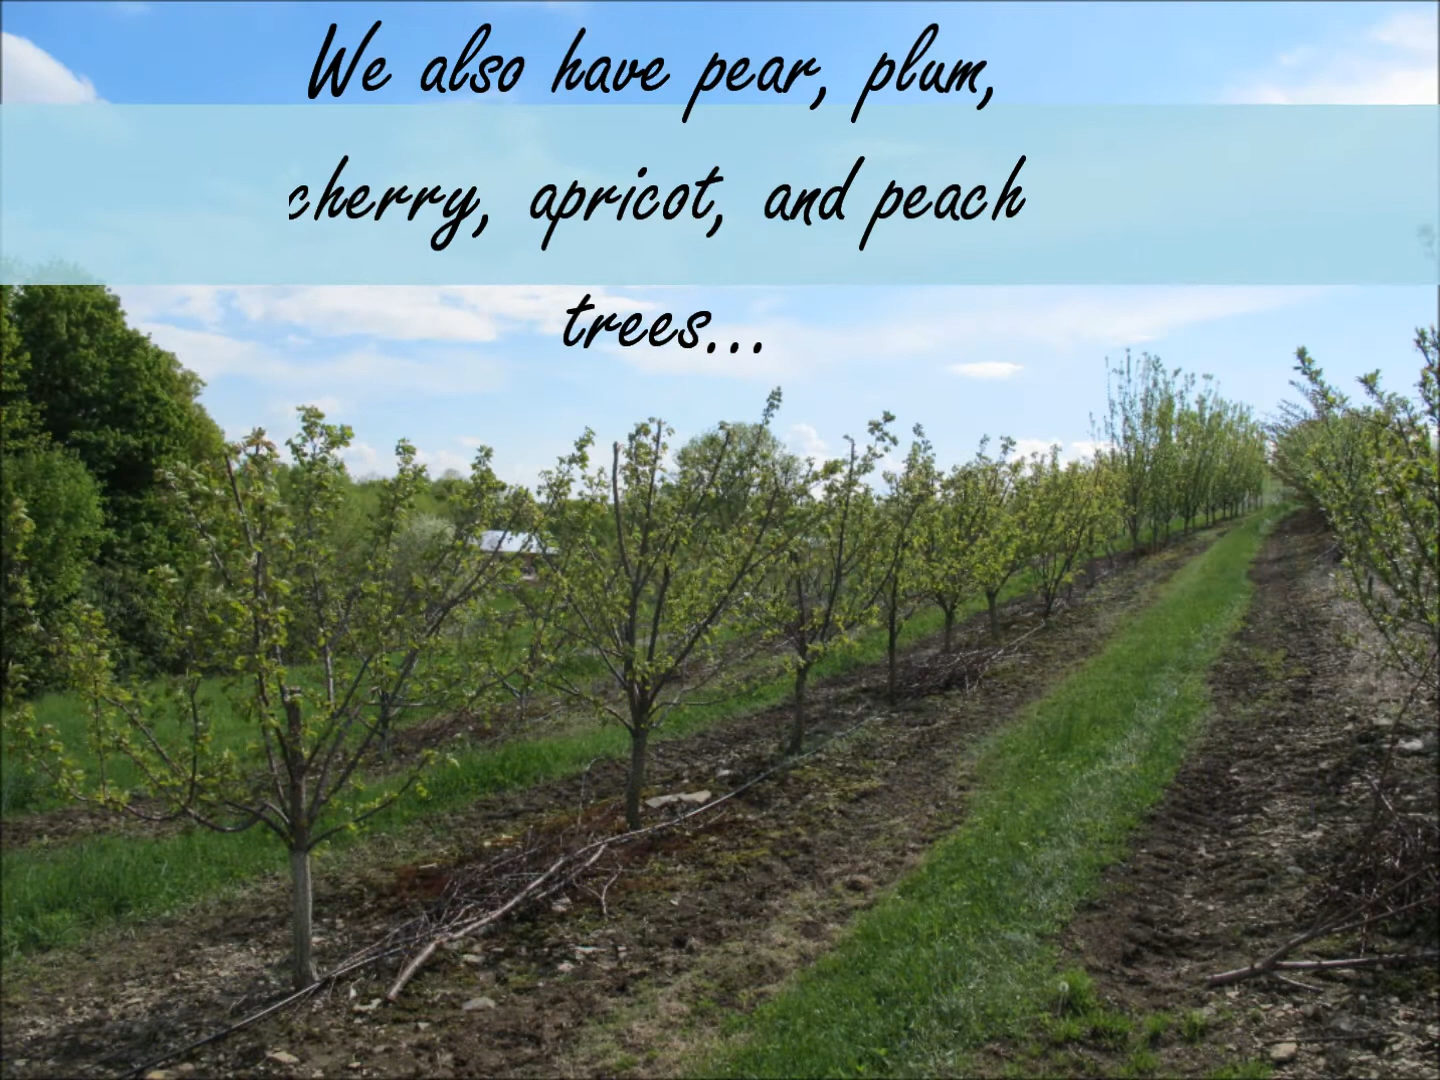 We also have pear, plum,
cherry, apricot, and peach
trees...